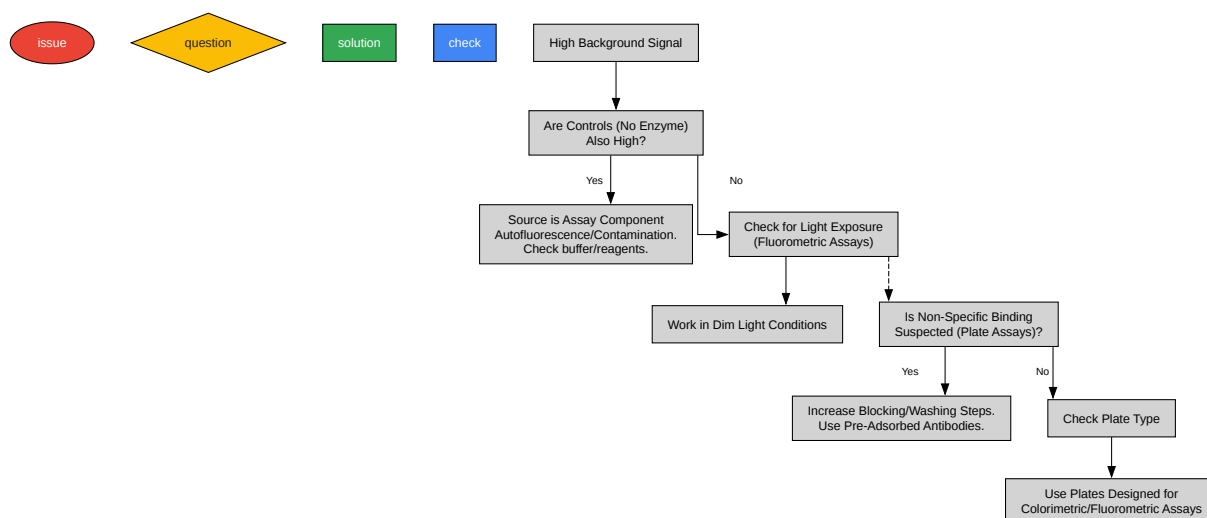 issue
question
solution
check
High Background Signal
Are Controls (No Enzyme)
Also High?
Yes
No
Source is Assay Component
Autofluorescence/Contamination.
Check buffer/reagents.
Check for Light Exposure
(Fluorometric Assays)
Work in Dim Light Conditions
Is Non-Specific Binding
Suspected (Plate Assays)?
Yes
No
Increase Blocking/Washing Steps.
Use Pre-Adsorbed Antibodies.
Check Plate Type
Use Plates Designed for
Colorimetric/Fluorometric Assays